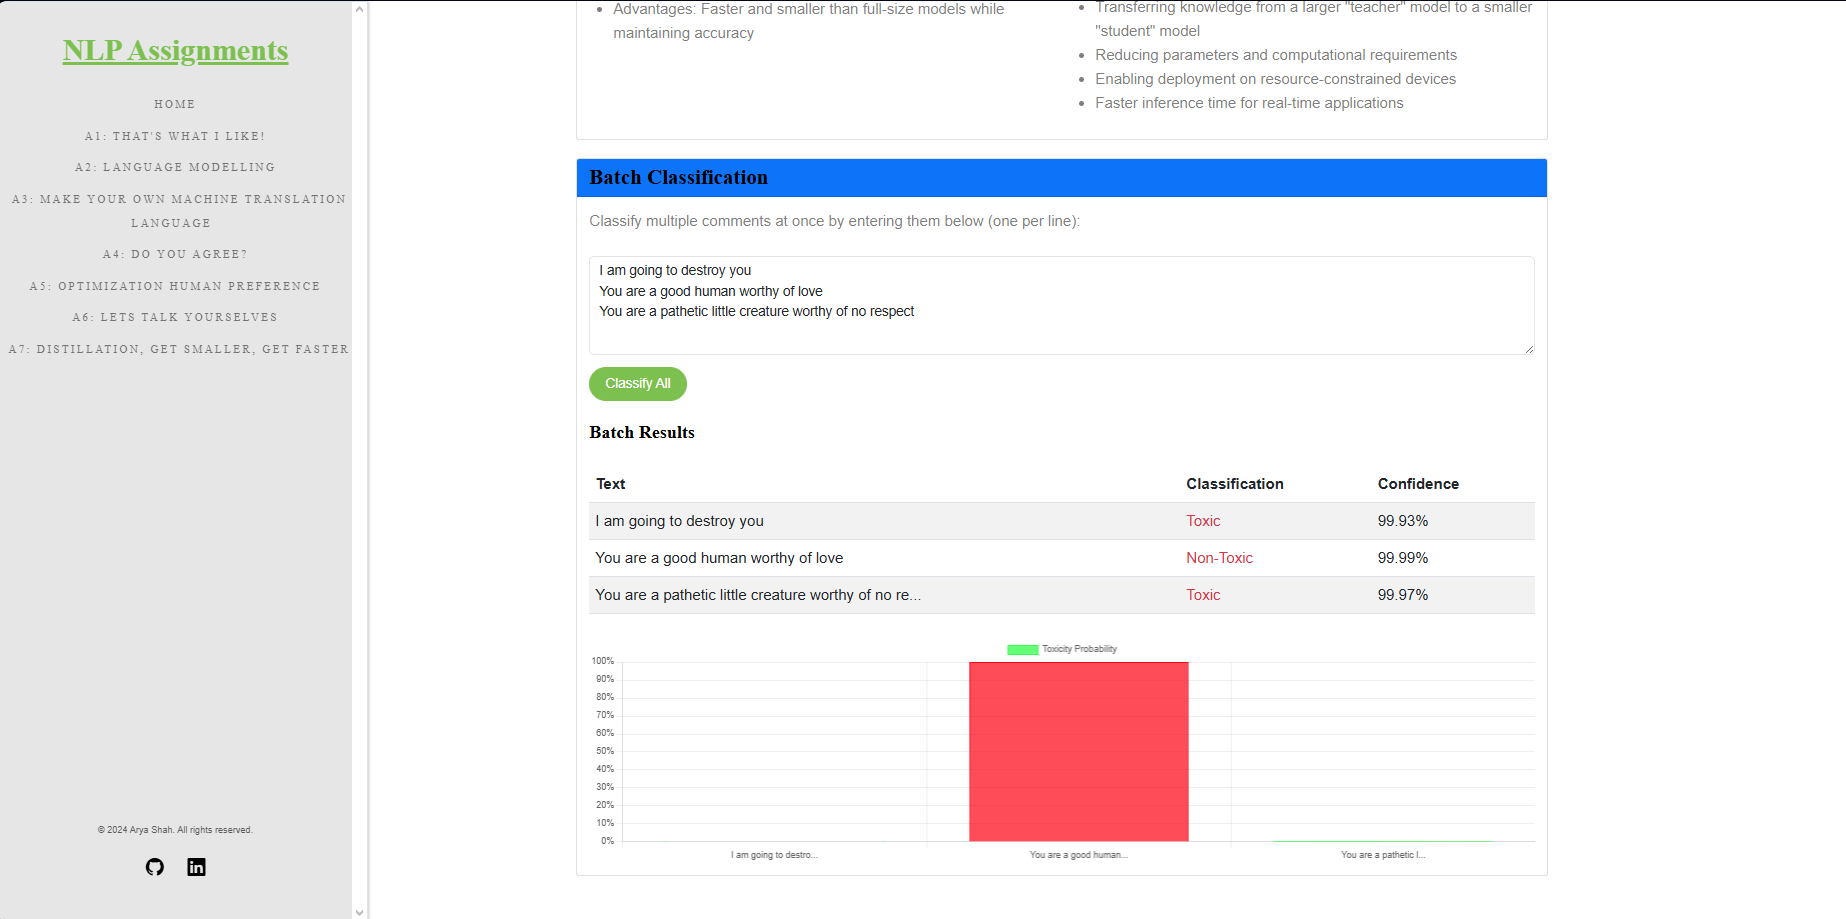 NLP Assignments
HOME
A1: THAT'S WHAT I LIKE!
A2: LANGUAGE MODELLING
A3: MAKE YOUR OWN MACHINE TRANSLATION
LANGUAGE
A4: DO YOU AGREE?
A5: OPTIMIZATION HUMAN PREFERENCE
A6: LETS TALK YOURSELVES
A7: DISTILLATION, GET SMALLER, GET FASTER
© 2024 Arya Shah. All rights reserved.
Advantages: Faster and smaller than full-size models while
maintaining accuracy
Transferring knowledge from a larger "teacher" model to a smaller
"student" model
Reducing parameters and computational requirements
Enabling deployment on resource-constrained devices
Faster inference time for real-time applications
Batch Classification
Classify multiple comments at once by entering them below (one per line):
I am going to destroy you
You are a good human worthy of love
You are a pathetic little creature worthy of no respect
Classify All
Batch Results
Text Classification Confidence
I am going to destroy you Toxic 99.93%
You are a good human worthy of love Non-Toxic 99.99%
You are a pathetic little creature worthy of no re... Toxic 99.97%
Toxicity Probability
100%
90%
80%
70%
60%
50%
40%
30%
20%
10%
0%
I am going to destro... You are a good human... You are a pathetic l...